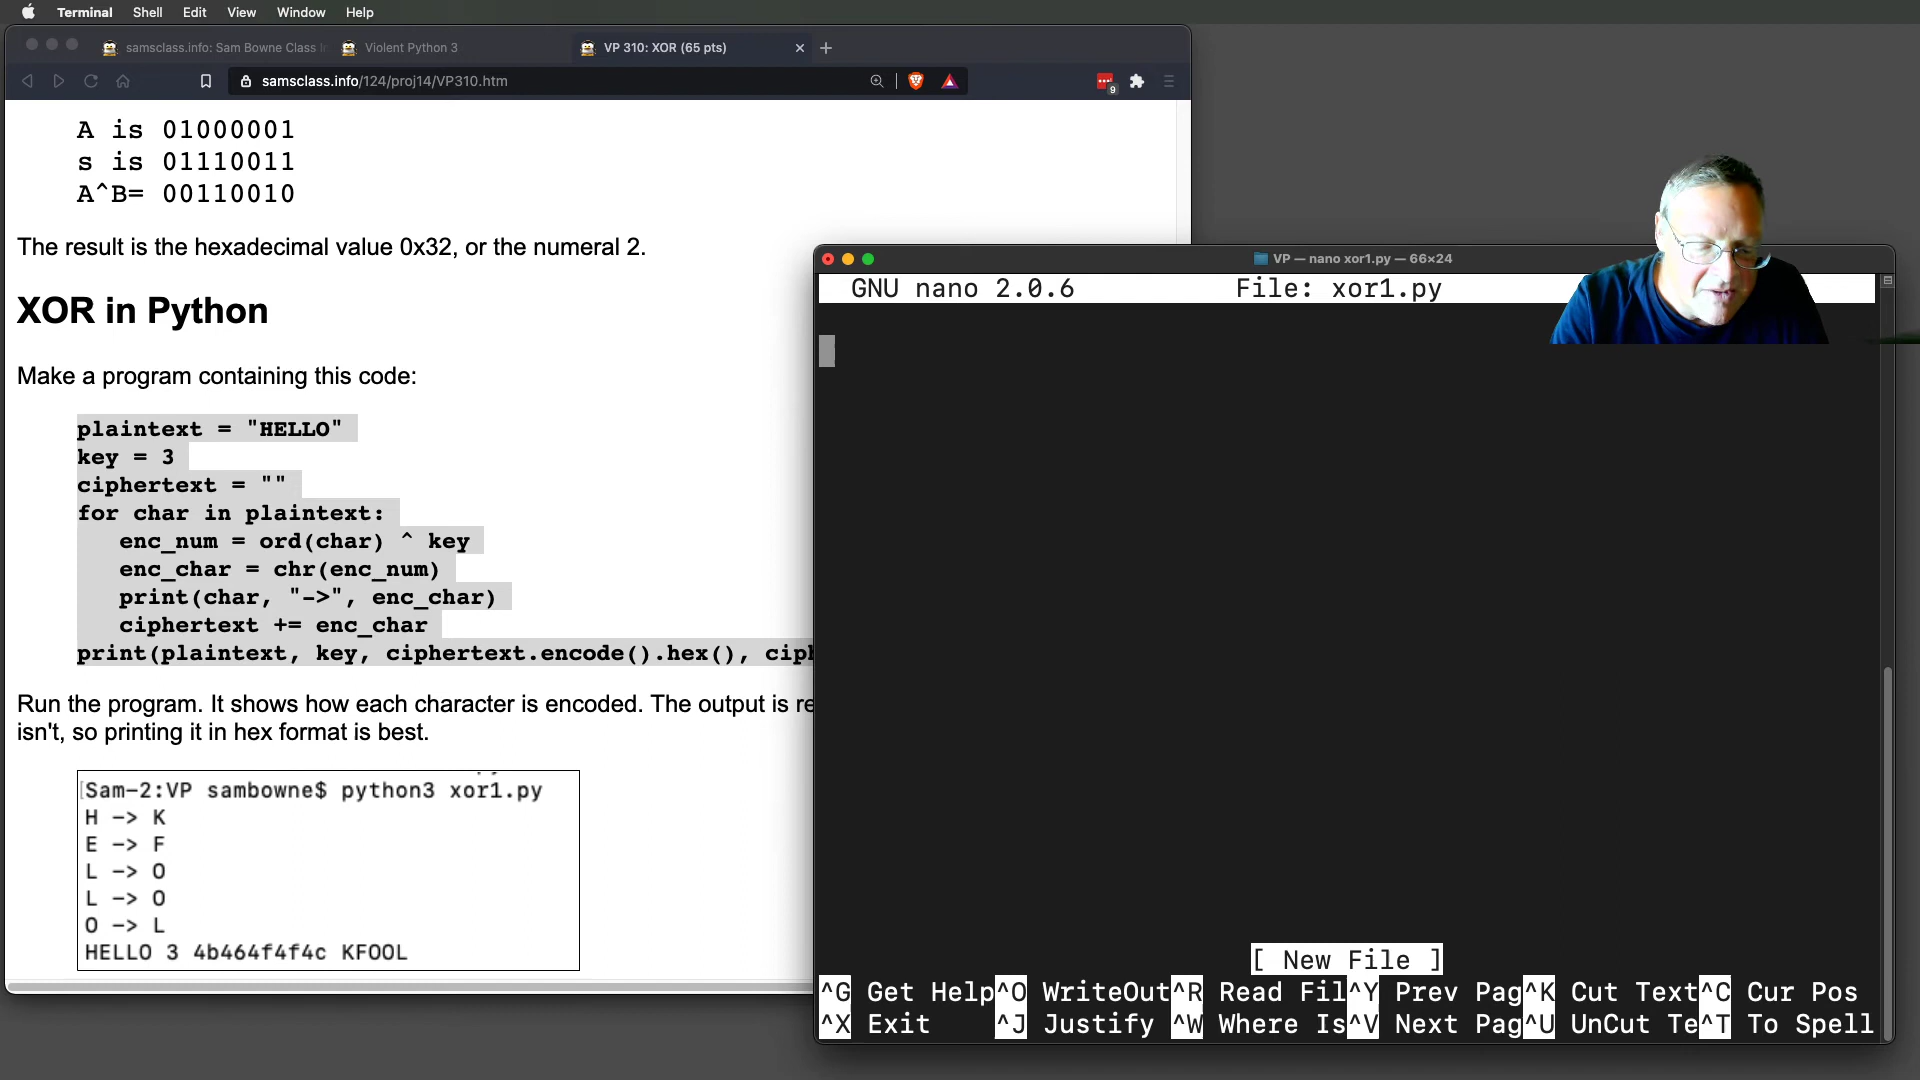 Terminal Shell Edit View Window Help
samsclass.info: Sam Bowne Class In
Violent Python 3
VP 310: XOR (65 pts)
samsclass.info/124/proj14/VP310.htm
9
A is 01000001
s is 01110011
A^B= 00110010
The result is the hexadecimal value 0x32, or the numeral 2.
XOR in Python
Make a program containing this code:
plaintext = "HELLO"
key = 3
ciphertext = ""
for char in plaintext:
enc_num = ord(char) ^ key
enc_char = chr(enc_num)
print(char, "->", enc_char)
ciphertext += enc_char
print(plaintext, key, ciphertext.encode().hex(), ciph
Run the program. It shows how each character is encoded. The output is re
isn't, so printing it in hex format is best.
[Sam-2:VP sambowne$ python3 xor1.py
H -> K
E -> F
L -> O
L -> O
O -> L
HELLO 3 4b464f4f4c KFOOL
VP — nano xor1.py — 66×24
GNU nano 2.0.6 File: xor1.py
[ New File ]
^G Get Help ^O WriteOut ^R Read Fil ^Y Prev Pag ^K Cut Text ^C Cur Pos
^X Exit ^J Justify ^W Where Is ^V Next Pag ^U UnCut Te ^T To Spell